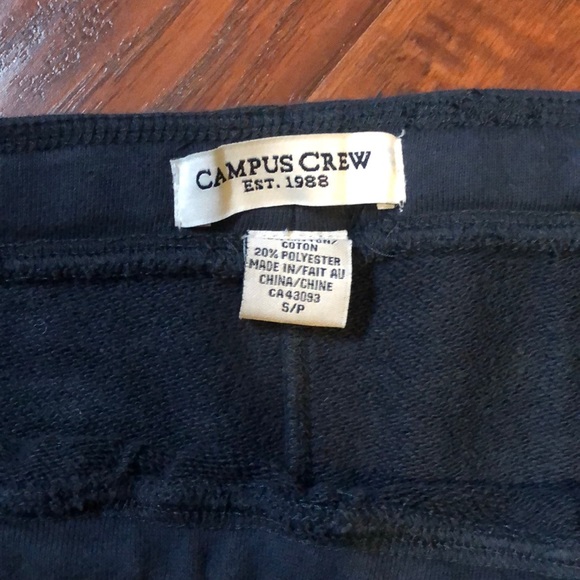 CAMPUS CREW
EST. 1988
COTON
20% POLYESTER
MADE IN/FAIT AU
CHINA/CHINE
CA43093
S/P